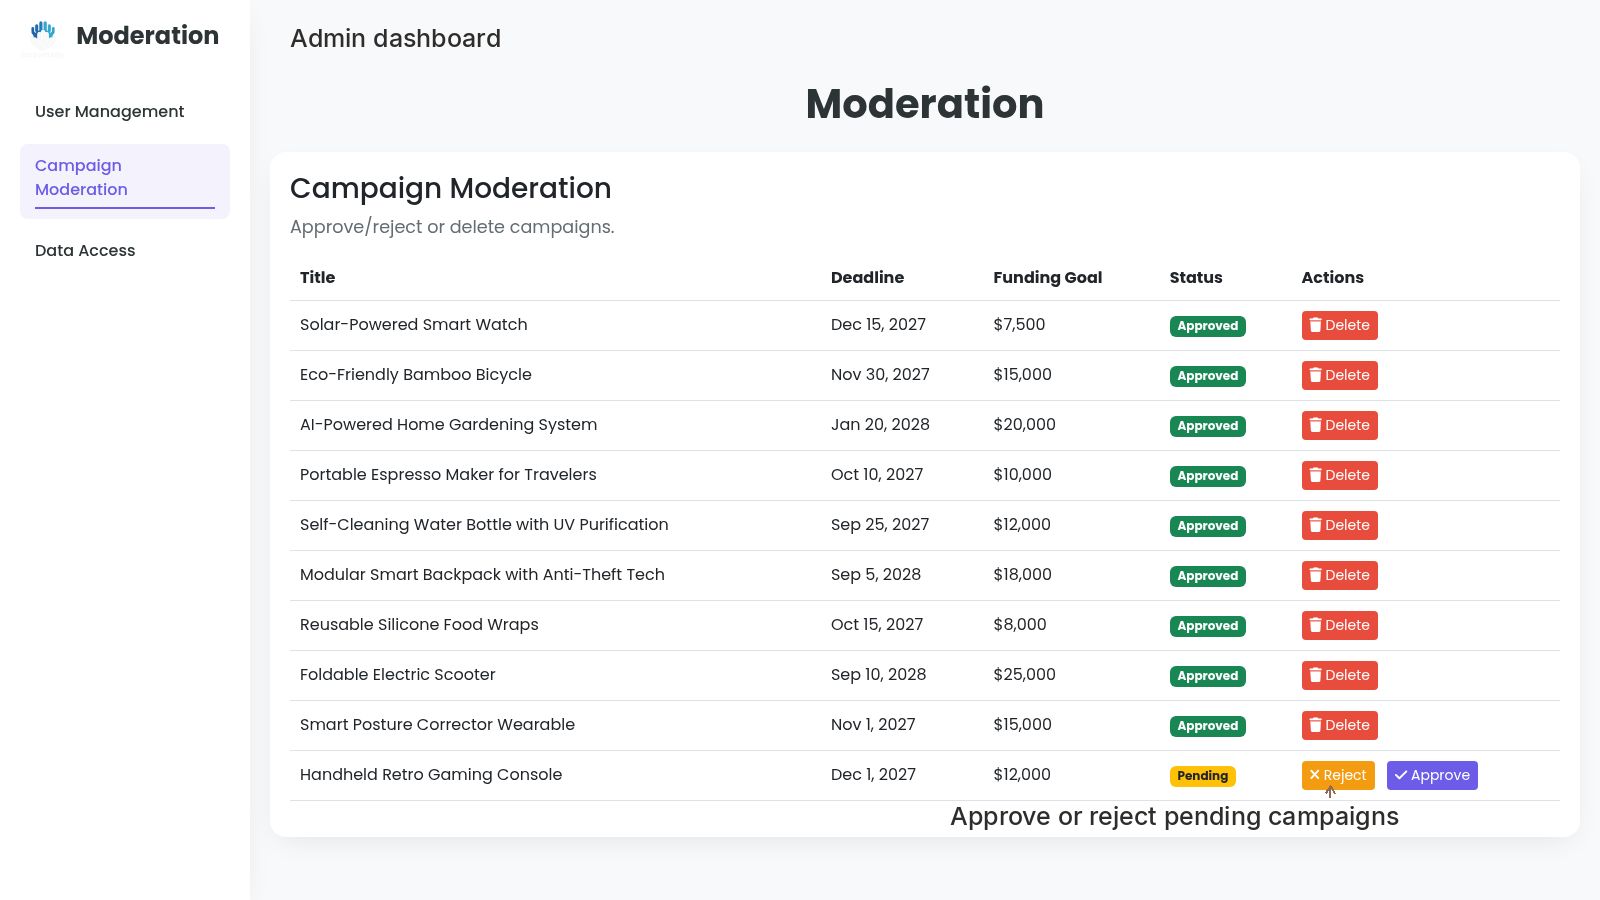 Moderation
User Management
Campaign
Moderation
Data Access
Admin dashboard
Moderation
Campaign Moderation
Approve/reject or delete campaigns.
Title Deadline Funding Goal Status Actions
Solar-Powered Smart Watch Dec 15, 2027 $7,500 Approved Delete
Eco-Friendly Bamboo Bicycle Nov 30, 2027 $15,000 Approved Delete
AI-Powered Home Gardening System Jan 20, 2028 $20,000 Approved Delete
Portable Espresso Maker for Travelers Oct 10, 2027 $10,000 Approved Delete
Self-Cleaning Water Bottle with UV Purification Sep 25, 2027 $12,000 Approved Delete
Modular Smart Backpack with Anti-Theft Tech Sep 5, 2028 $18,000 Approved Delete
Reusable Silicone Food Wraps Oct 15, 2027 $8,000 Approved Delete
Foldable Electric Scooter Sep 10, 2028 $25,000 Approved Delete
Smart Posture Corrector Wearable Nov 1, 2027 $15,000 Approved Delete
Handheld Retro Gaming Console Dec 1, 2027 $12,000 Pending Reject Approve
Approve or reject pending campaigns